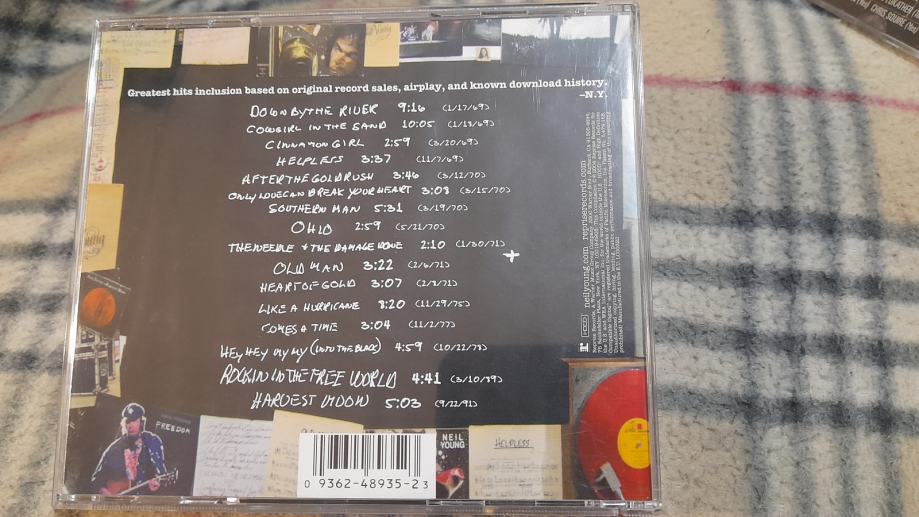 LUKATHER
CHRIS SQUIRE (Yes)
Greatest hits inclusion based on original record sales, airplay, and known download history.
–N.Y.
DOWN BY THE RIVER 9:16 (1/17/69)
COWGIRL IN THE SAND 10:05 (1/19/69)
CINNAMON GIRL 2:59 (3/20/69)
HELPLESS 3:37 (11/7/69)
AFTER THE GOLD RUSH 3:46 (3/12/70)
ONLY LOVE CAN BREAK YOUR HEART 3:08 (3/15/70)
SOUTHERN MAN 5:31 (3/19/70)
OHIO 2:59 (5/21/70)
THE NEEDLE + THE DAMAGE DONE 2:10 (1/30/71)
OLD MAN 3:22 (2/6/71)
HEART OF GOLD 3:07 (2/8/71)
LIKE A HURRICANE 8:20 (11/29/75)
COMES A TIME 3:04 (11/2/77)
HEY HEY MY MY (INTO THE BLACK) 4:59 (10/22/78)
ROCKIN IN THE FREE WORLD 4:41 (3/10/89)
HARVEST MOON 5:03 (9/22/91)
neilyoung.com repriserecords.com
FREEDOM
NEIL
YOUNG
HELPLESS
0 9362-48935-2 3